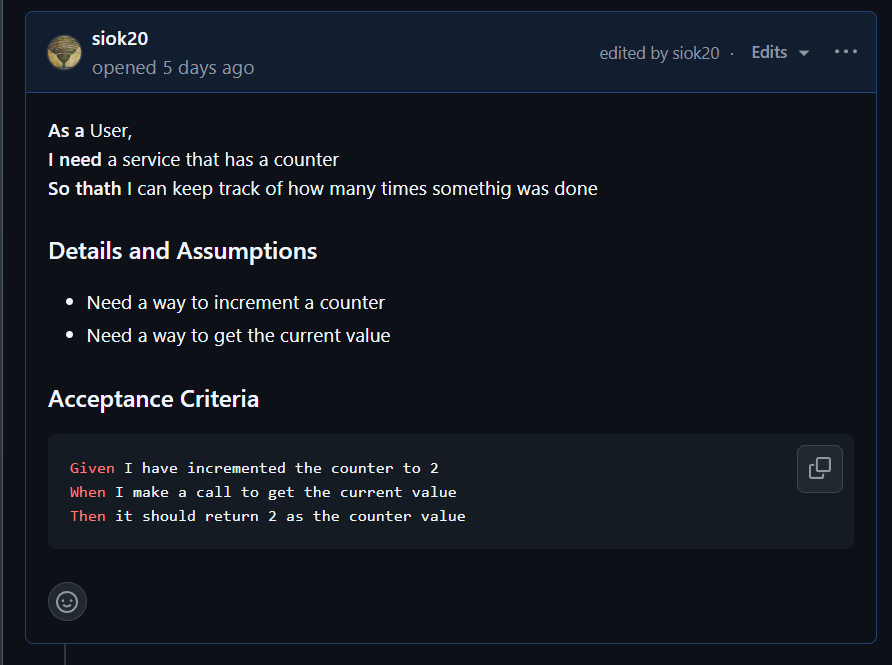 siok20
opened 5 days ago
edited by siok20 · Edits
As a User,
I need a service that has a counter
So thath I can keep track of how many times somethig was done
Details and Assumptions
• Need a way to increment a counter
• Need a way to get the current value
Acceptance Criteria
Given I have incremented the counter to 2
When I make a call to get the current value
Then it should return 2 as the counter value